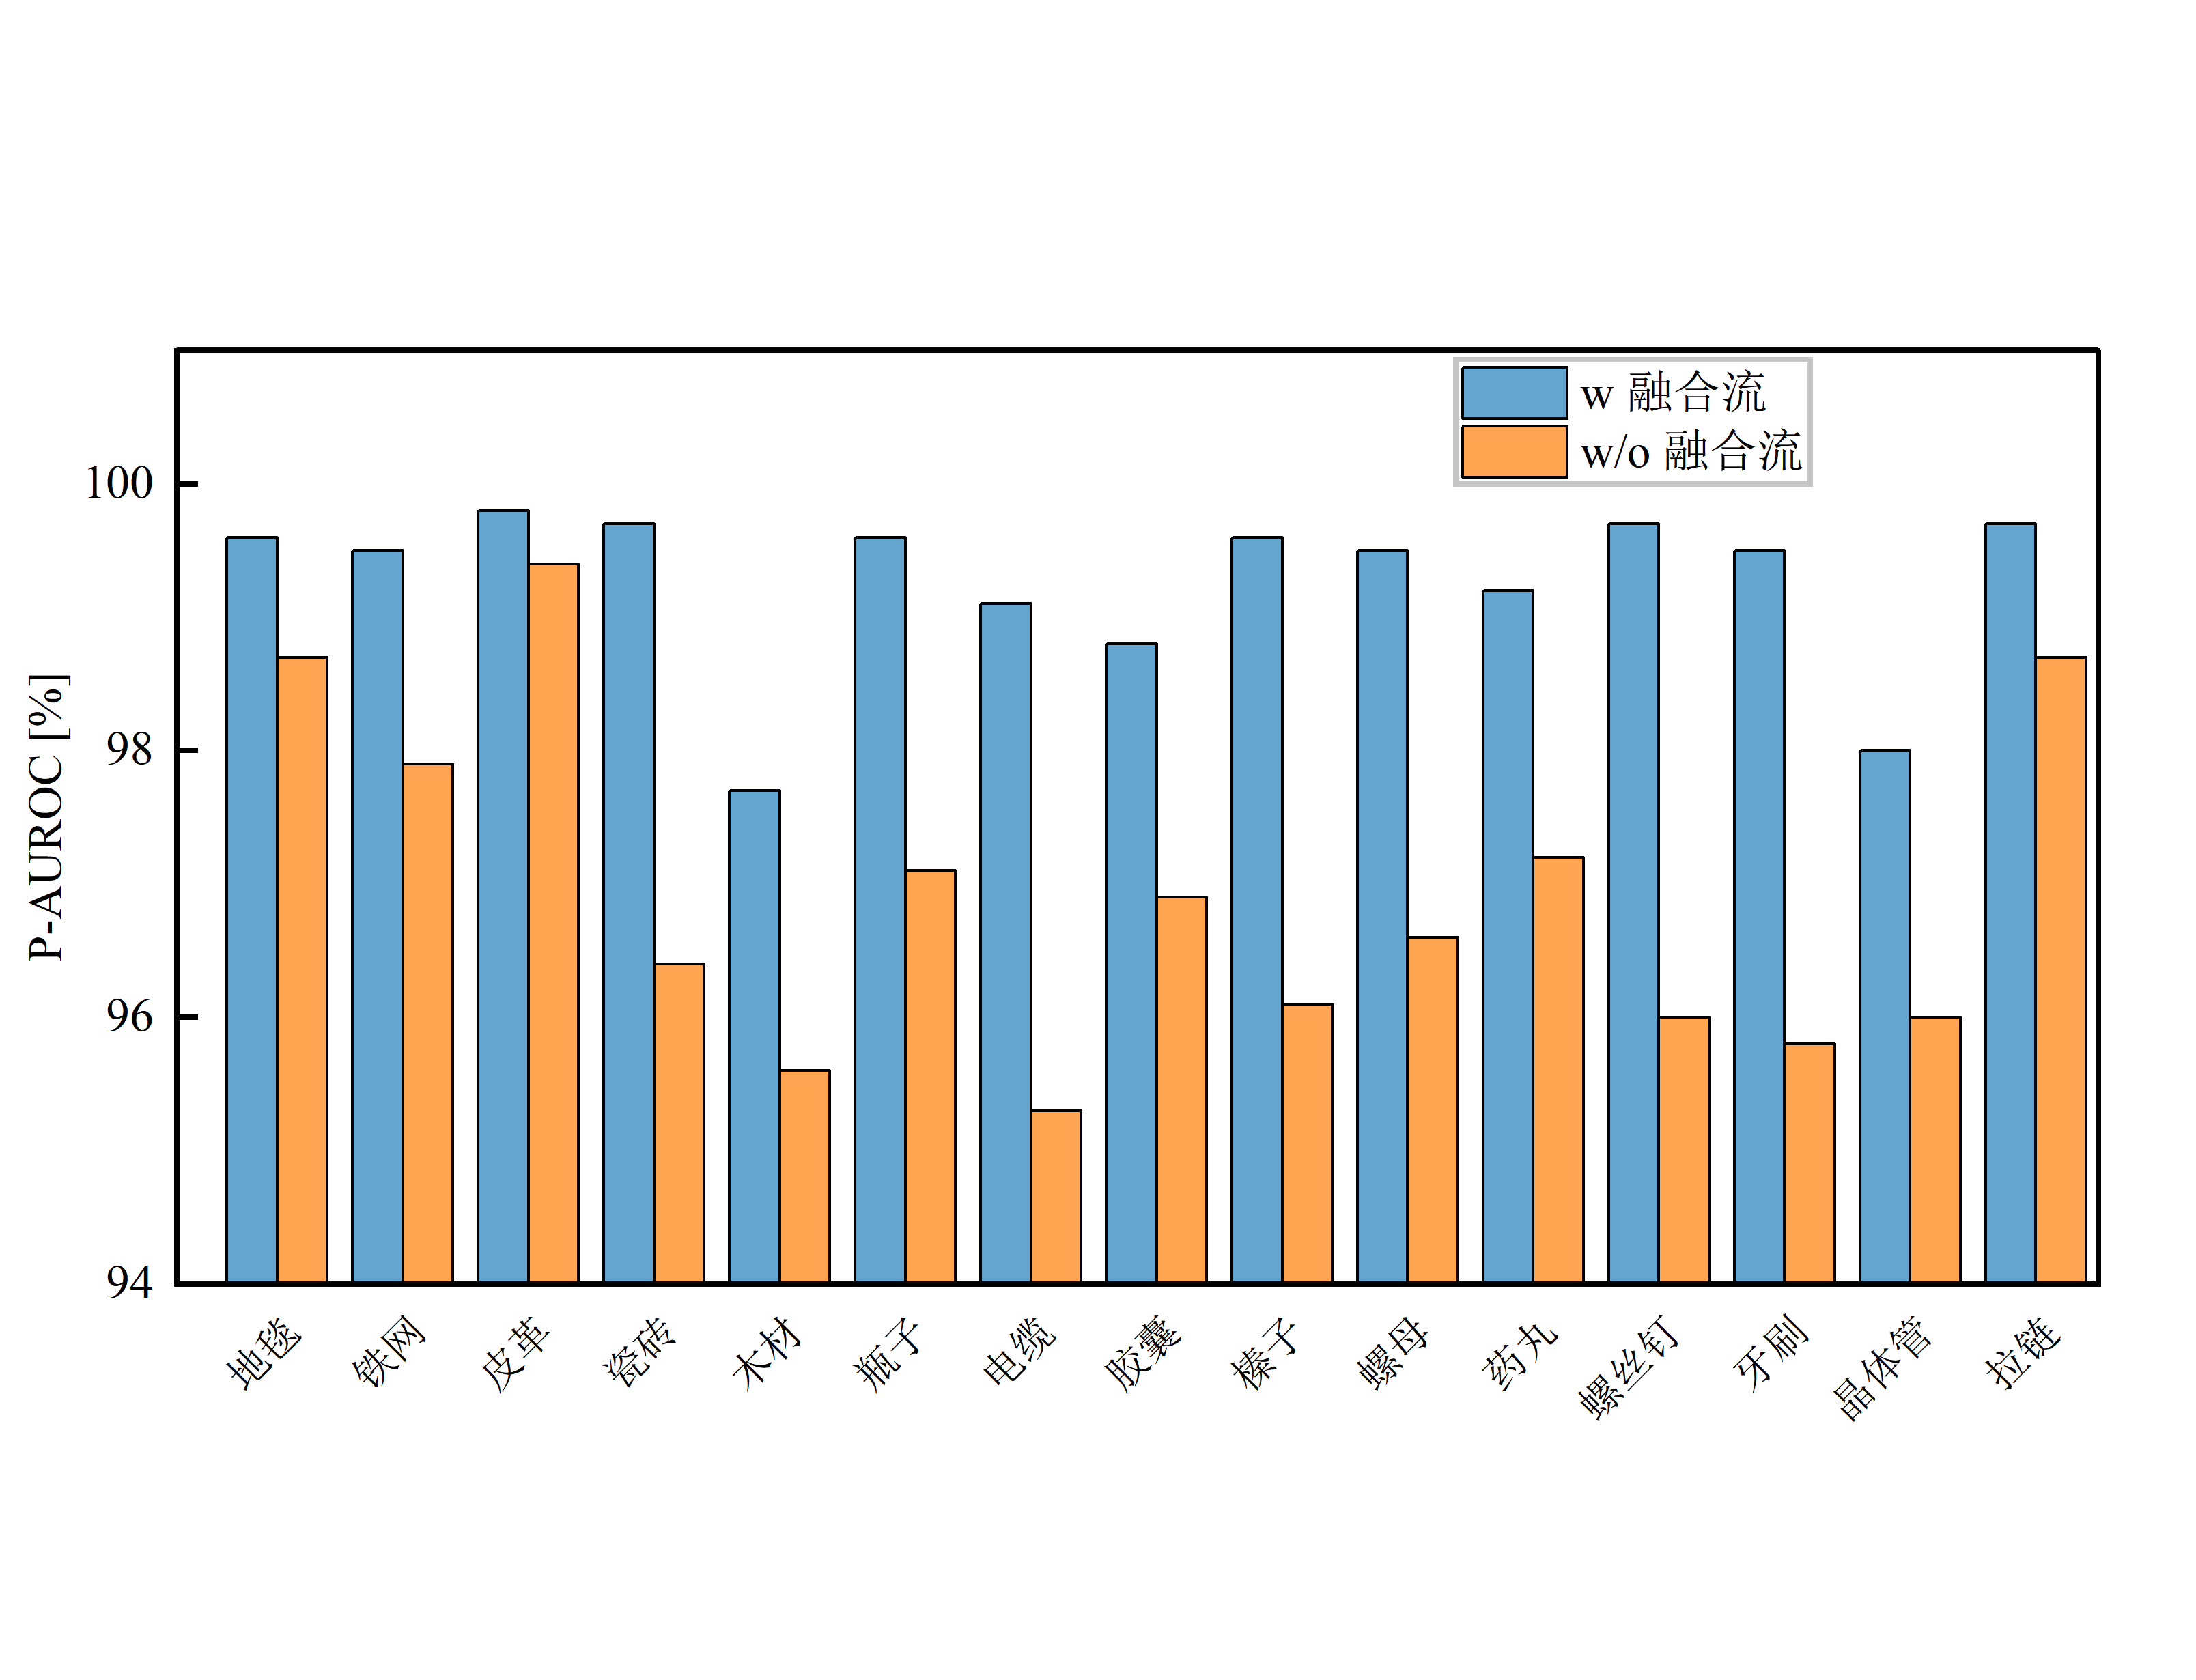 w 融合流
w/o 融合流
100
98
96
94
P-AUROC [%]
地毯
铁网
皮革
瓷砖
木材
瓶子
电缆
胶囊
榛子
螺母
药丸
螺丝钉
牙刷
晶体管
拉链